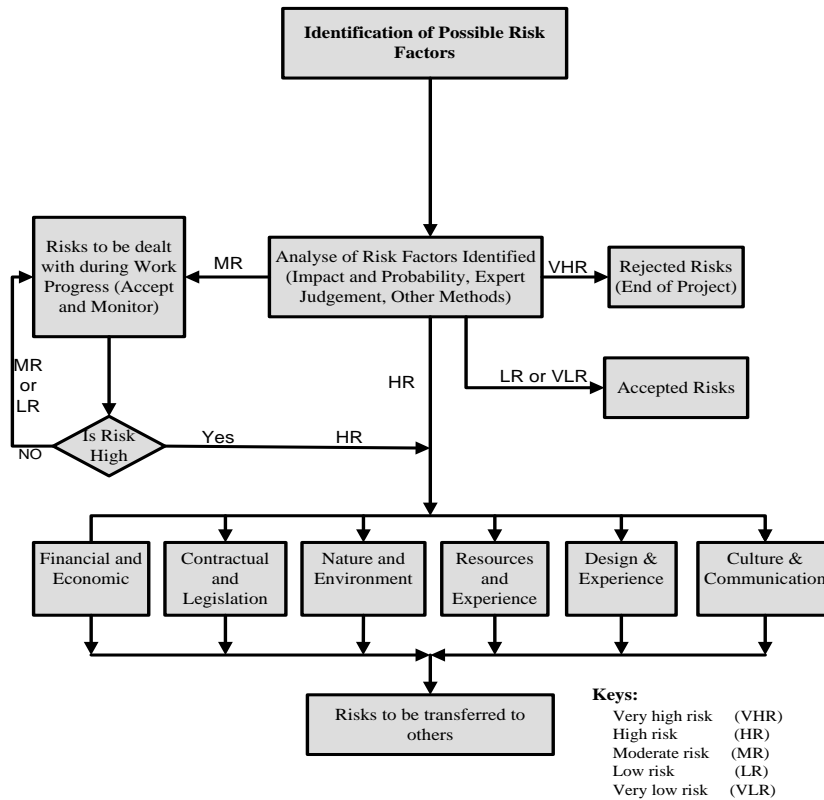 Identification of Possible Risk
Factors
Risks to be dealt
with during Work
Progress (Accept
and Monitor)
MR
Analyse of Risk Factors Identified
(Impact and Probability, Expert
Judgement, Other Methods)
VHR
Rejected Risks
(End of Project)
MR
or
LR
HR
LR or VLR
Accepted Risks
Is Risk
High
NO
Yes
HR
Financial and
Economic
Contractual
and
Legislation
Nature and
Environment
Resources
and
Experience
Design &
Experience
Culture &
Communication
Risks to be transferred to
others
Keys:
Very high risk (VHR)
High risk (HR)
Moderate risk (MR)
Low risk (LR)
Very low risk (VLR)